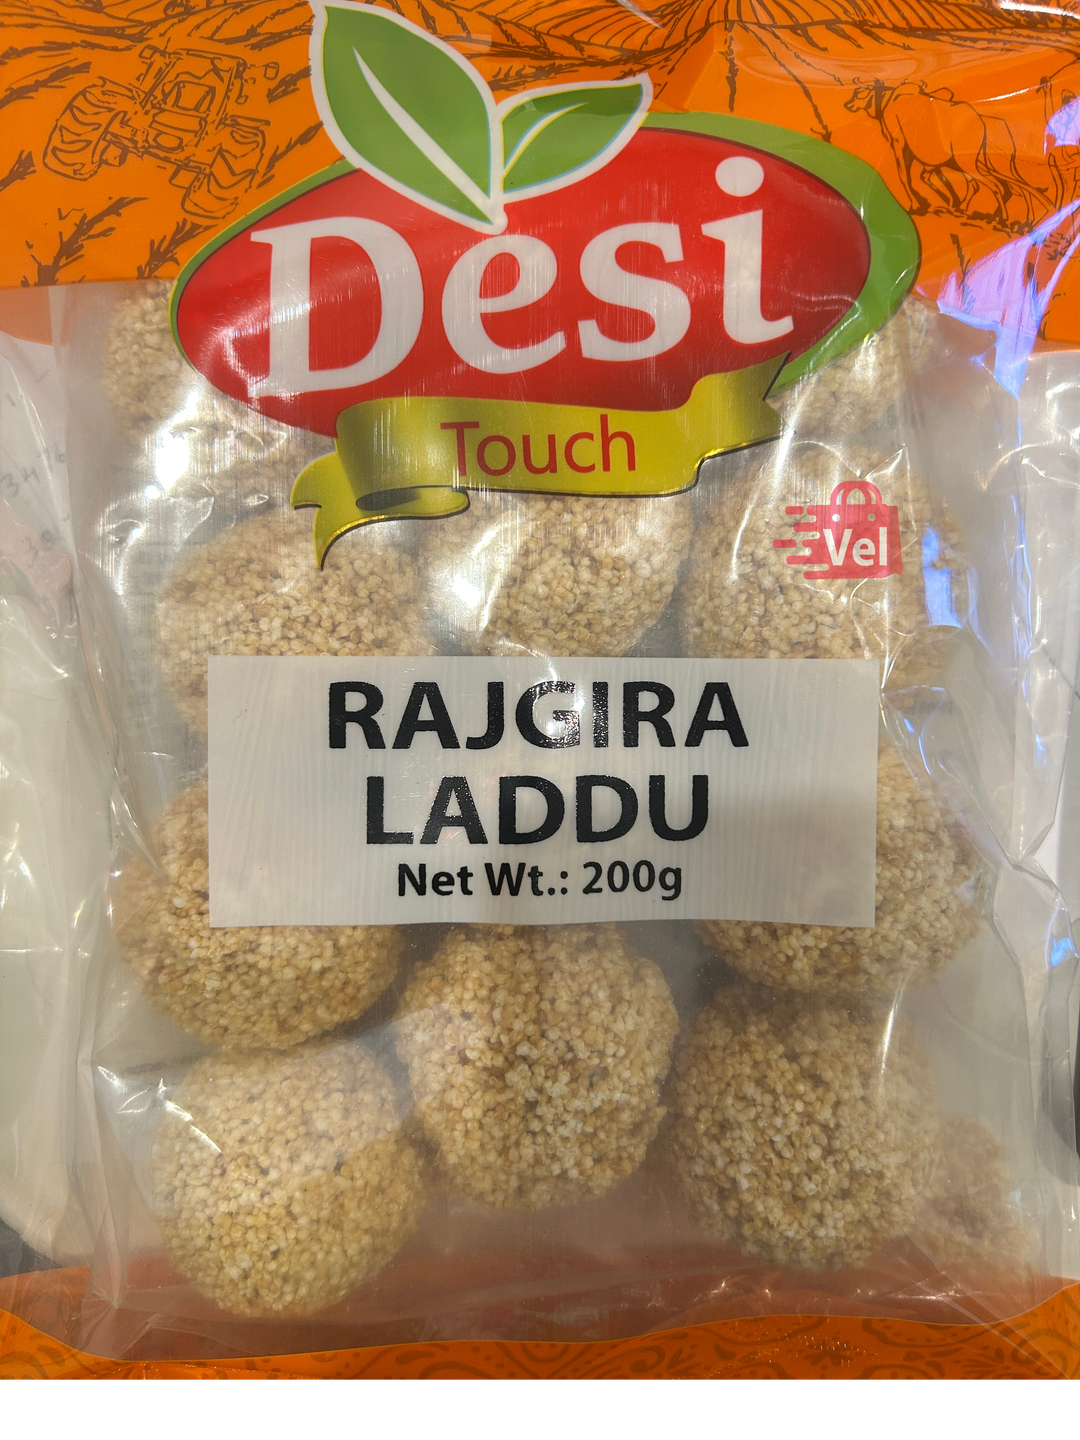 Desi
Touch
Vel
RAJGIRA
LADDU
Net Wt.: 200g